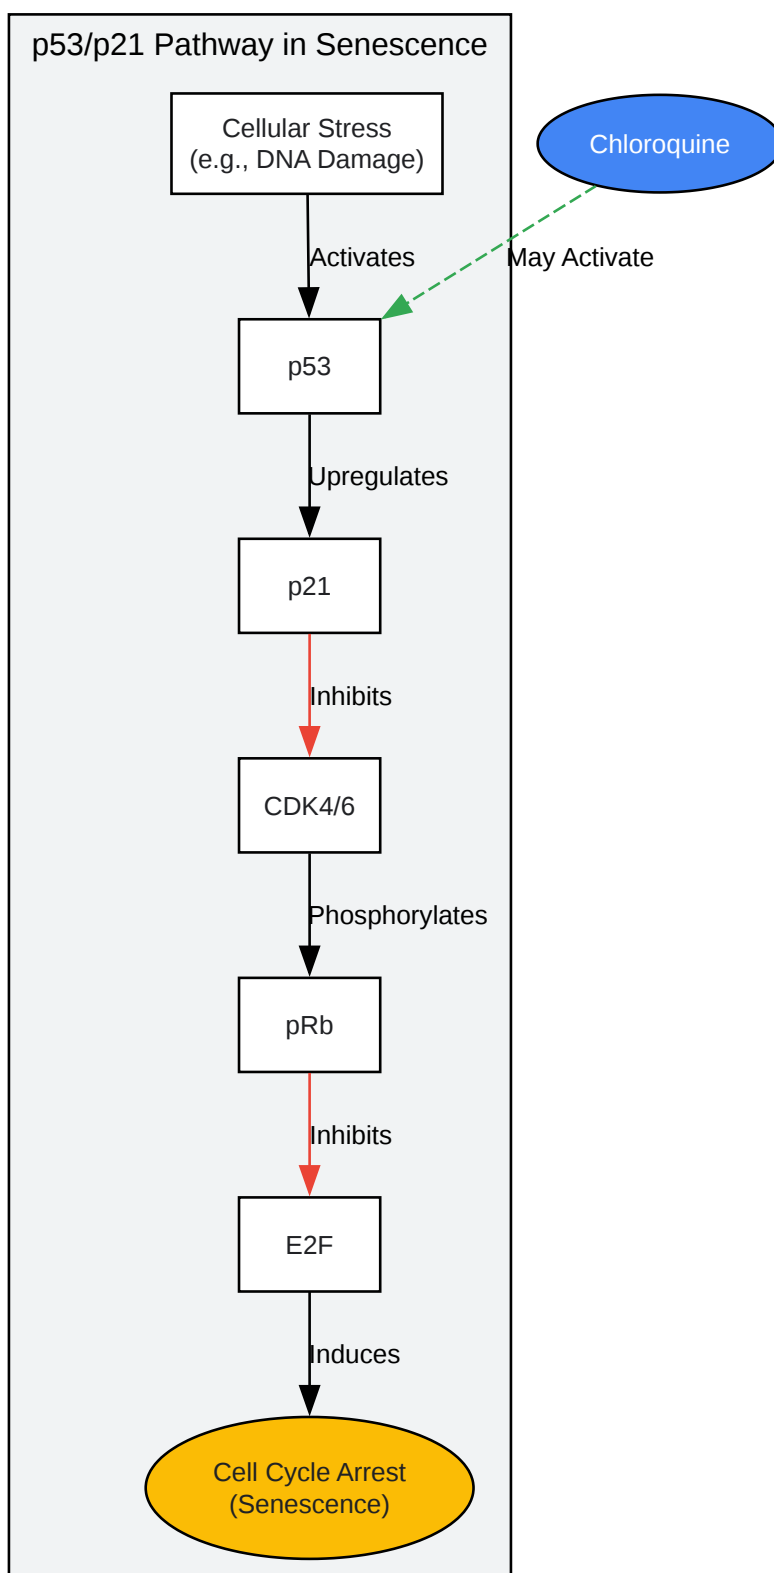 p53/p21 Pathway in Senescence
Cellular Stress
(e.g., DNA Damage)
Chloroquine
Activates
May Activate
p53
Upregulates
p21
Inhibits
CDK4/6
Phosphorylates
pRb
Inhibits
E2F
Induces
Cell Cycle Arrest
(Senescence)